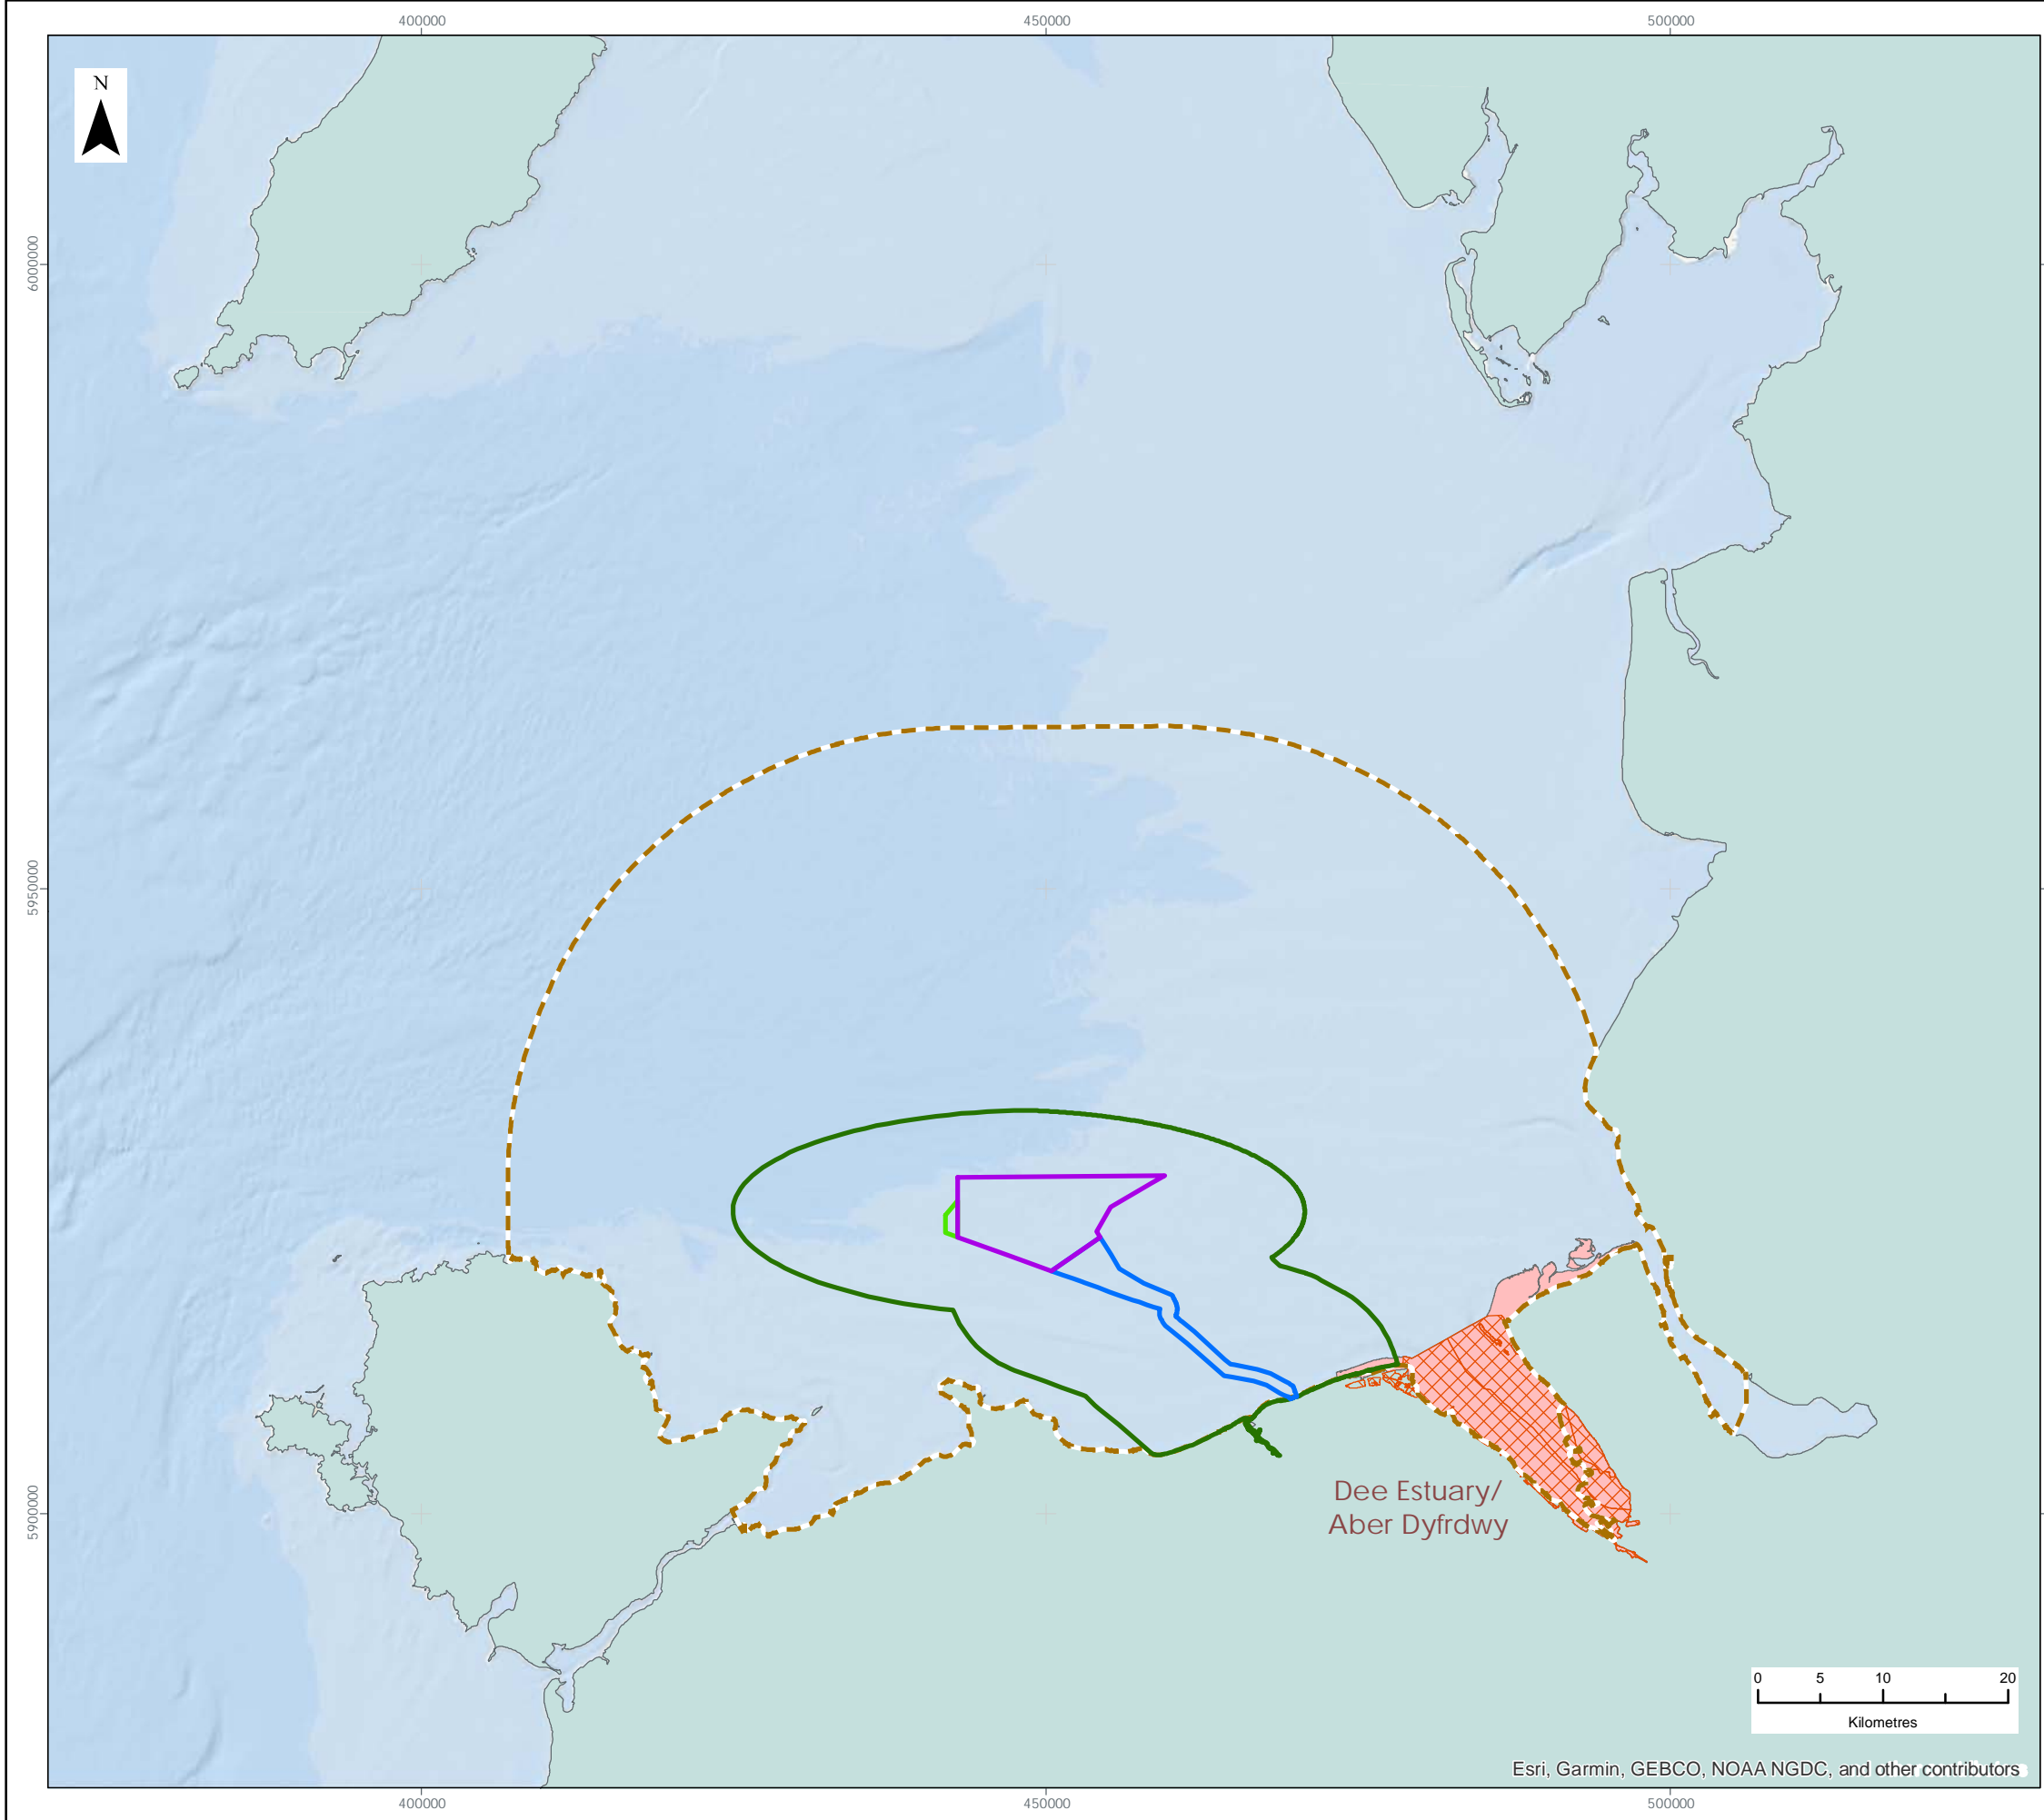 400000 450000 500000
N
6000000
5950000
5900000
Dee Estuary/
Aber Dyfrdwy
0 5 10 20
Kilometres
Esri, Garmin, GEBCO, NOAA NGDC, and other contributors
400000 450000 500000